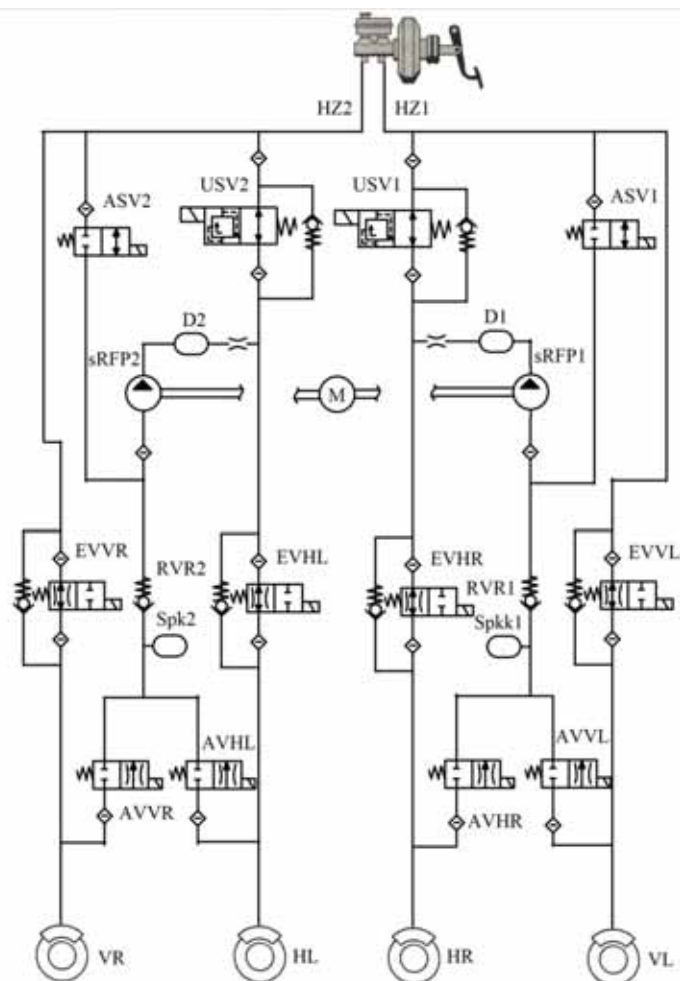 HZ2 HZ1
ASV2 USV2 USV1 ASV1
D2 D1
sRFP2 sRFP1
M
EVVR RVR2 EVHL EVHR RVR1 EVVL
Spk2 Spkk1
AVHL AVVL
AVVR AVHR
VR HL HR VL